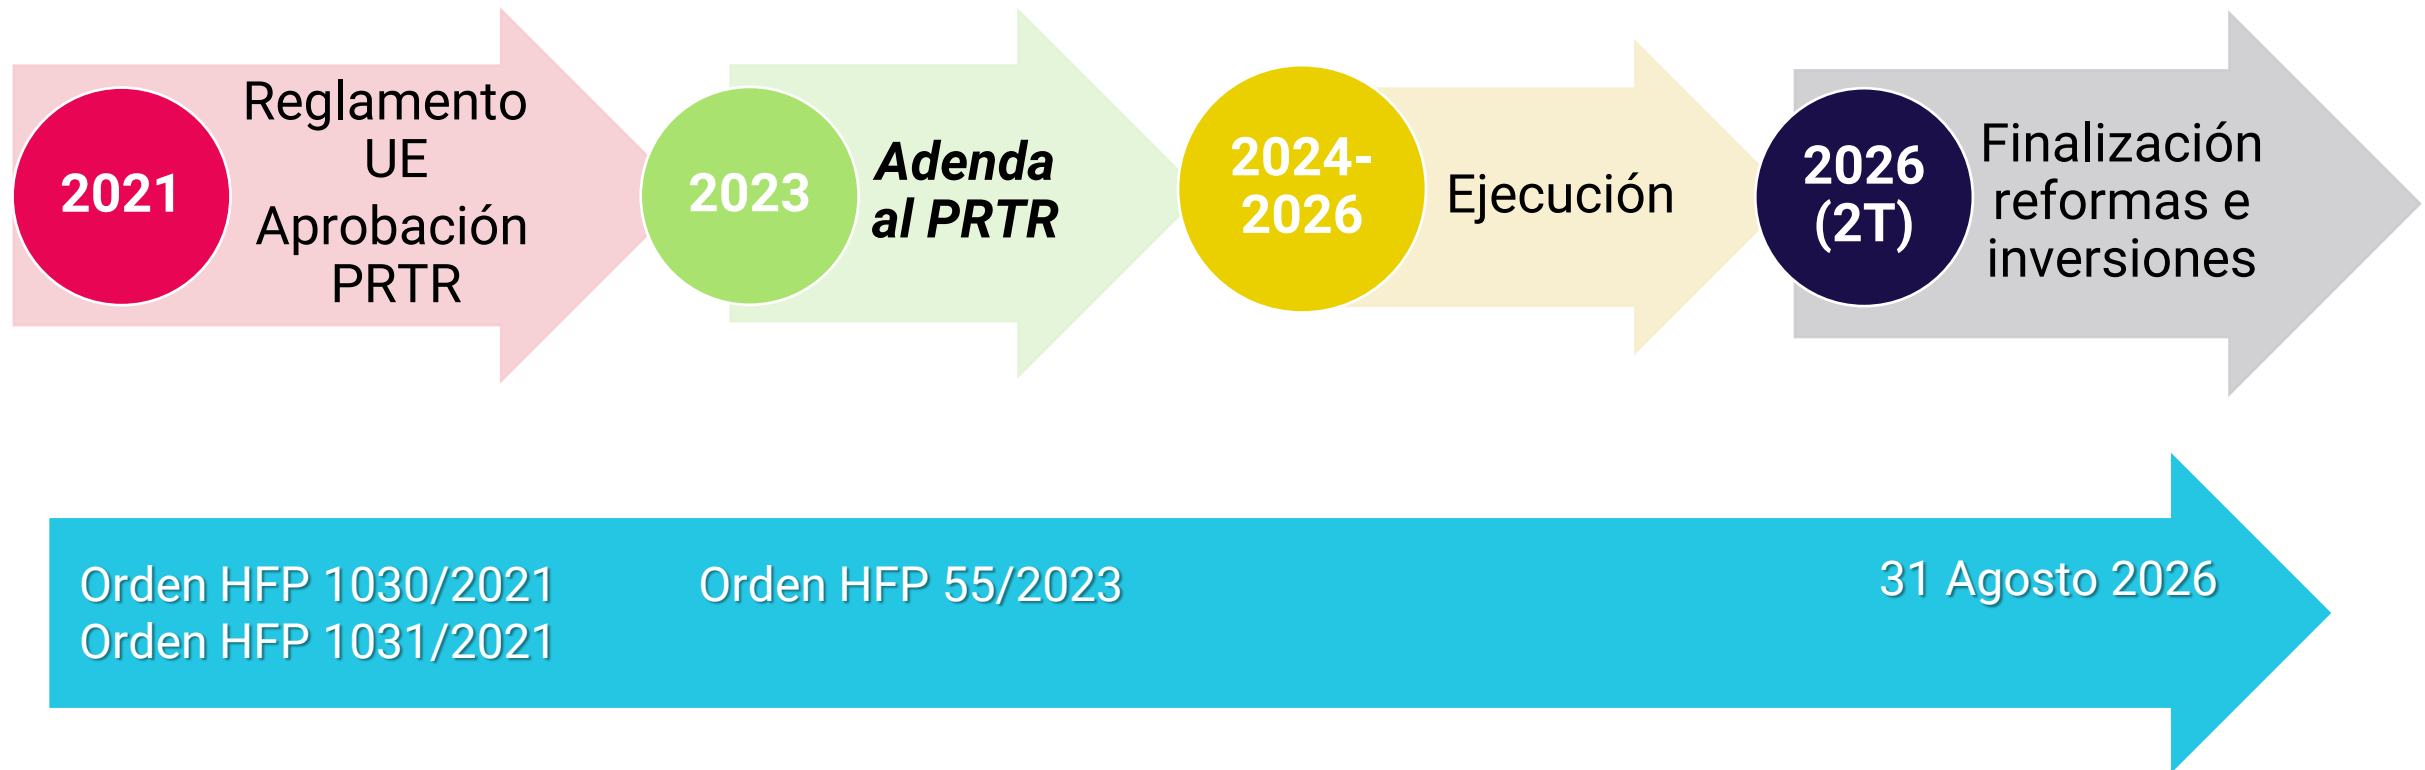 2021
Reglamento
UE
Aprobación
PRTR
2023
Adenda
al PRTR
2024-
2026
Ejecución
2026
(2T)
Finalización
reformas e
inversiones
Orden HFP 1030/2021
Orden HFP 1031/2021
Orden HFP 55/2023
31 Agosto 2026